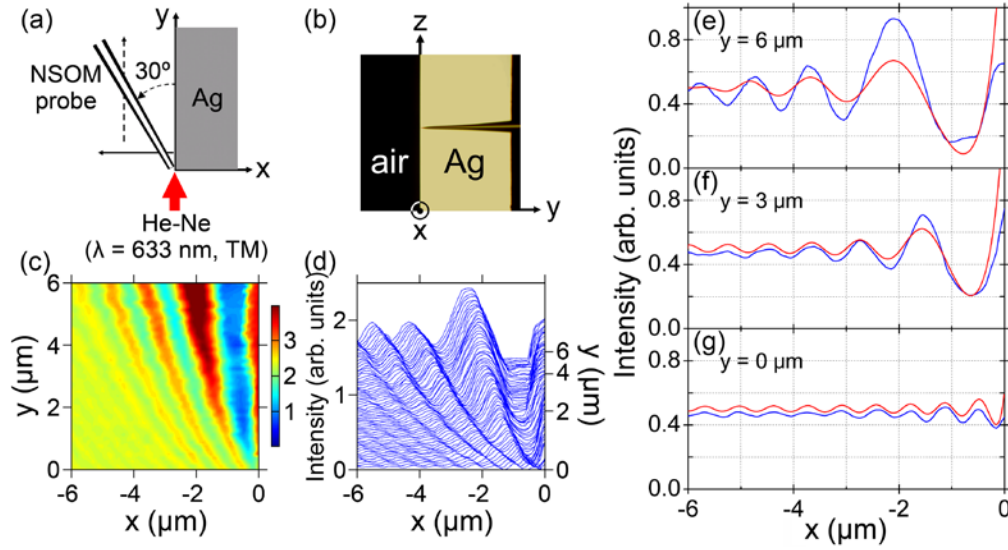 (a)
y
NSOM
probe
30º
Ag
x
He-Ne
(λ = 633 nm, TM)
(b)
z
air
Ag
y
x
(c)
6
4
2
0
y (μm)
-6
-4
-2
0
x (μm)
3
2
1
(d)
2
1
0
Intensity (arb. units)
6
4
2
0
y (μm)
-6
-4
-2
0
x (μm)
(e)
y = 6 μm
0.8
0.4
0.0
(f)
y = 3 μm
0.8
0.4
0.0
(g)
y = 0 μm
0.8
0.4
0.0
Intensity (arb. units)
-6
-4
-2
0
x (μm)